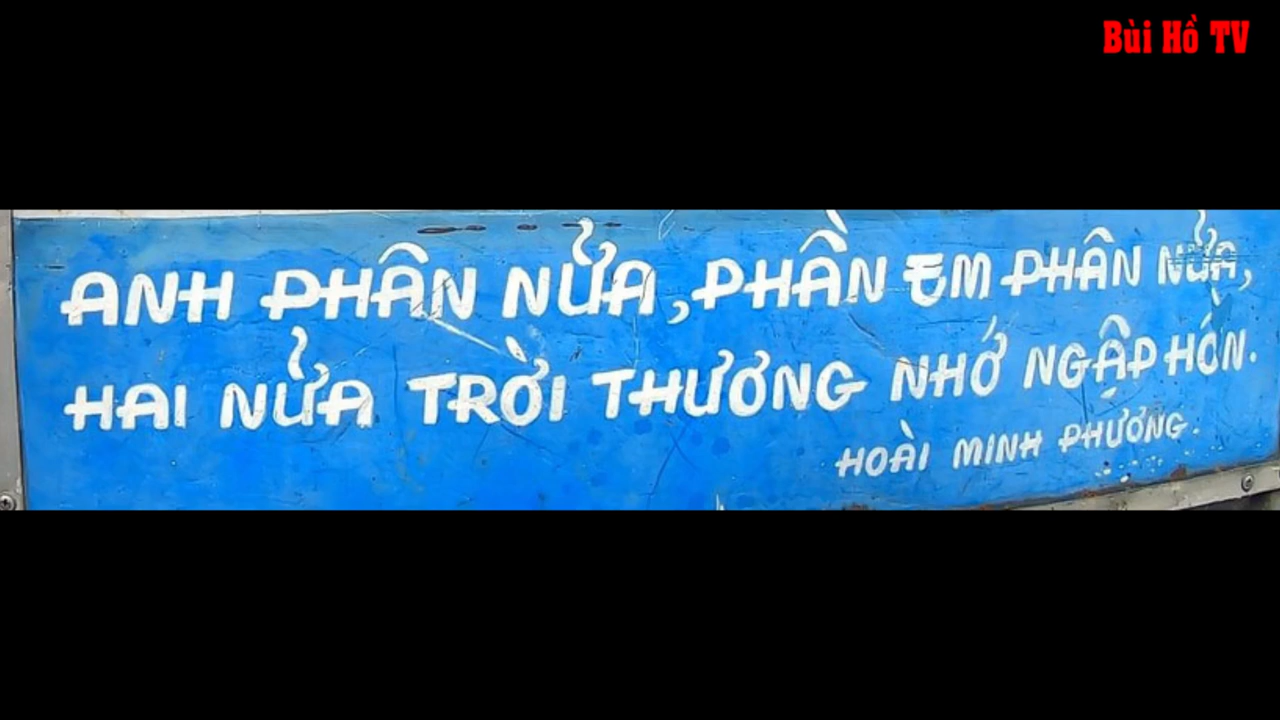 Bùi Hồ TV
ANH PHÂN NỬA, PHẦN EM PHÂN NỬA,
HAI NỬA TRỜI THƯƠNG NHỚ NGẬP HỒN.
HOÀI MINH PHƯƠNG.